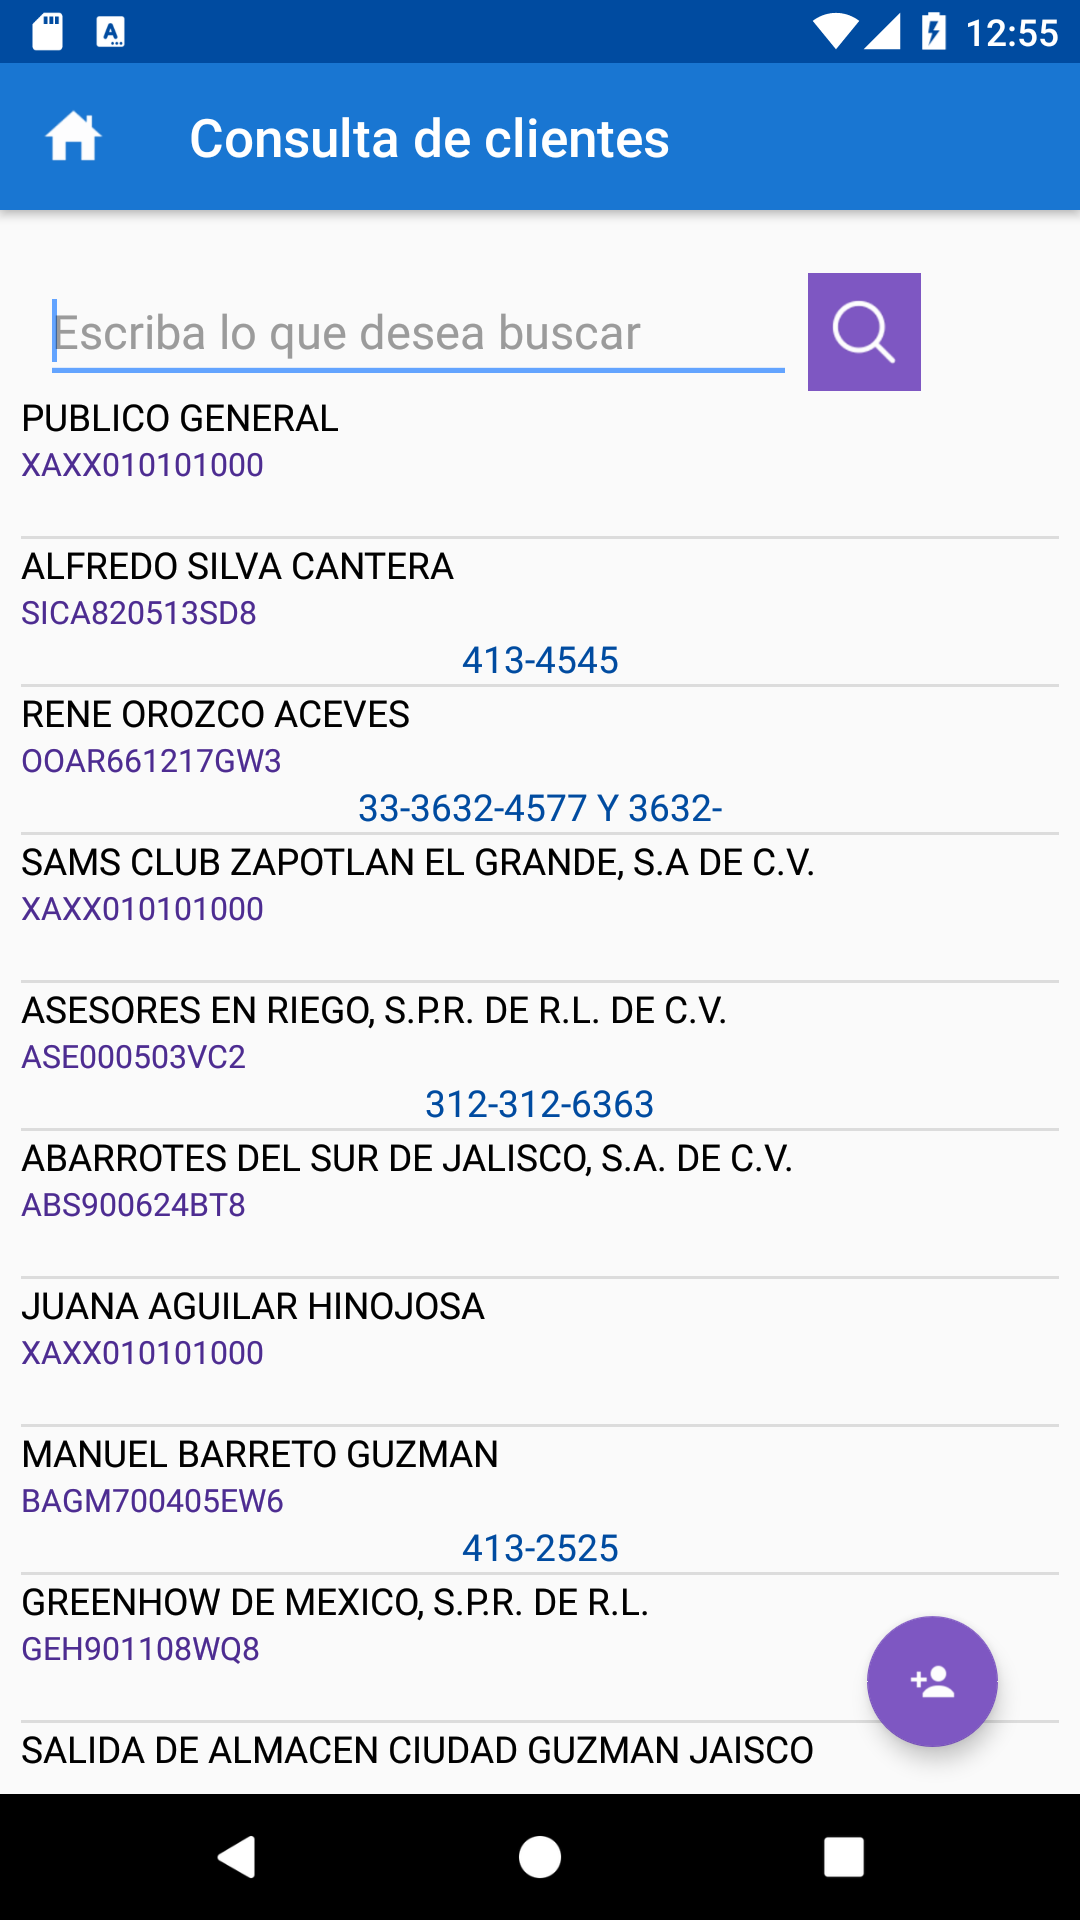 12:55
Consulta de clientes
Escriba lo que desea buscar
PUBLICO GENERAL
XAXX010101000
ALFREDO SILVA CANTERA
SICA820513SD8
413-4545
RENE OROZCO ACEVES
OOAR661217GW3
33-3632-4577 Y 3632-
SAMS CLUB ZAPOTLAN EL GRANDE, S.A DE C.V.
XAXX010101000
ASESORES EN RIEGO, S.P.R. DE R.L. DE C.V.
ASE000503VC2
312-312-6363
ABARROTES DEL SUR DE JALISCO, S.A. DE C.V.
ABS900624BT8
JUANA AGUILAR HINOJOSA
XAXX010101000
MANUEL BARRETO GUZMAN
BAGM700405EW6
413-2525
GREENHOW DE MEXICO, S.P.R. DE R.L.
GEH901108WQ8
SALIDA DE ALMACEN CIUDAD GUZMAN JAISCO